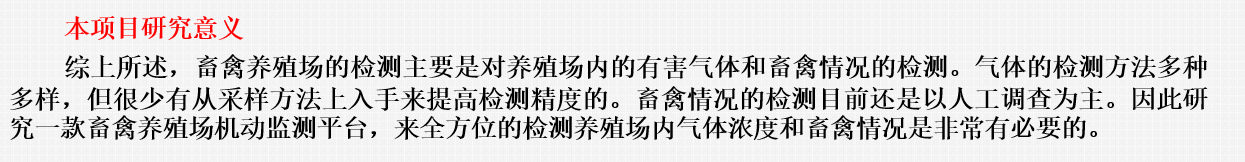 本项目研究意义
综上所述，畜禽养殖场的检测主要是对养殖场内的有害气体和畜禽情况的检测。气体的检测方法多种
多样，但很少有从采样方法上入手来提高检测精度的。畜禽情况的检测目前还是以人工调查为主。因此研
究一款畜禽养殖场机动监测平台，来全方位的检测养殖场内气体浓度和畜禽情况是非常有必要的。